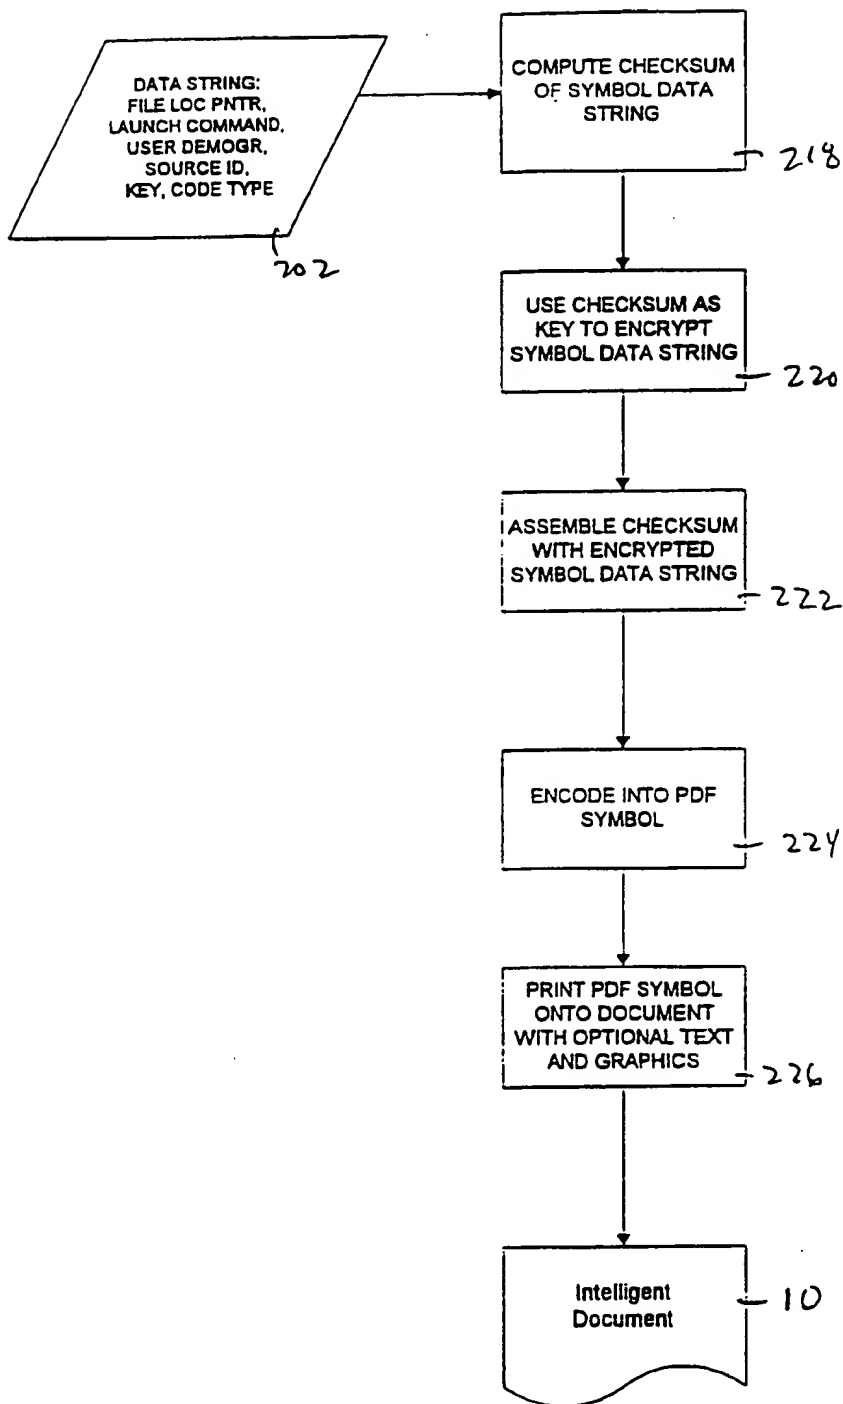 DATA STRING:
FILE LOC PNTR,
LAUNCH COMMAND,
USER DEMOGR,
SOURCE ID,
KEY, CODE TYPE
202
COMPUTE CHECKSUM
OF SYMBOL DATA
STRING
218
USE CHECKSUM AS
KEY TO ENCRYPT
SYMBOL DATA STRING
220
ASSEMBLE CHECKSUM
WITH ENCRYPTED
SYMBOL DATA STRING
222
ENCODE INTO PDF
SYMBOL
224
PRINT PDF SYMBOL
ONTO DOCUMENT
WITH OPTIONAL TEXT
AND GRAPHICS
226
Intelligent
Document
10